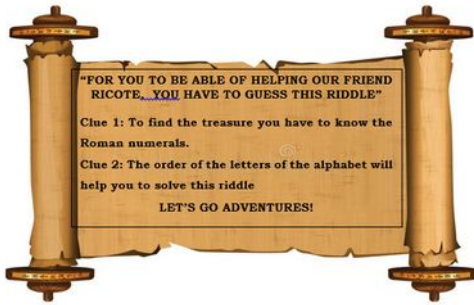 “FOR YOU TO BE ABLE OF HELPING OUR FRIEND
RICOTE, YOU HAVE TO GUESS THIS RIDDLE”
Clue 1: To find the treasure you have to know the
Roman numerals.
Clue 2: The order of the letters of the alphabet will
help you to solve this riddle
LET’S GO ADVENTURES!